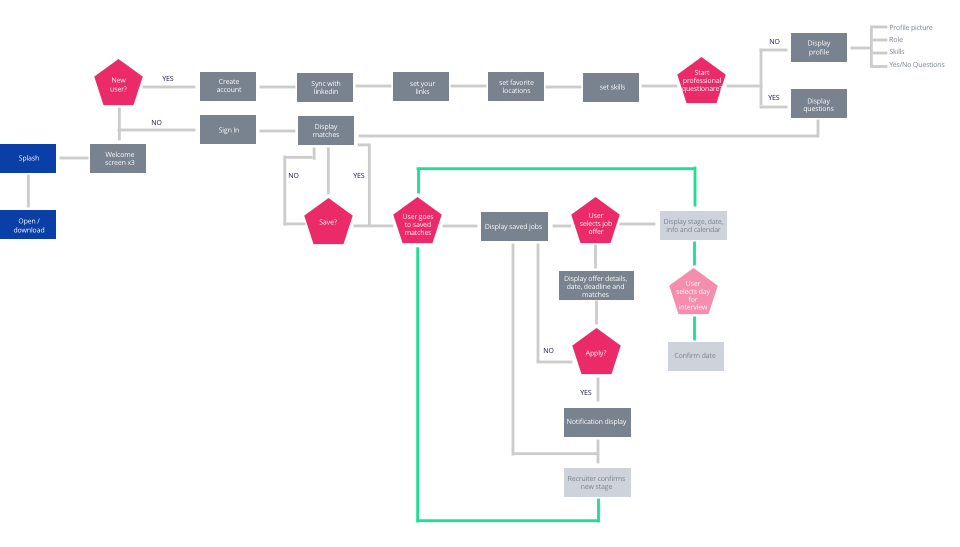 Profile picture
Role
Skills
Yes/No Questions
NO
Display
profile
New
user?
YES
Create
account
Sync with
linkedin
set your
links
set favorite
locations
set skills
Start
professional
questionare?
YES
Display
questions
NO
Sign In
Display
matches
Splash
Welcome
screen x3
NO
YES
Open /
download
Save?
User goes
to saved
matches
Display saved jobs
User
selects job
offer
Display stage, date,
info and calendar
Display offer details,
date, deadline and
matches
User
selects day
for
interview
NO
Apply?
Confirm date
YES
Notification display
Recruiter confirms
new stage